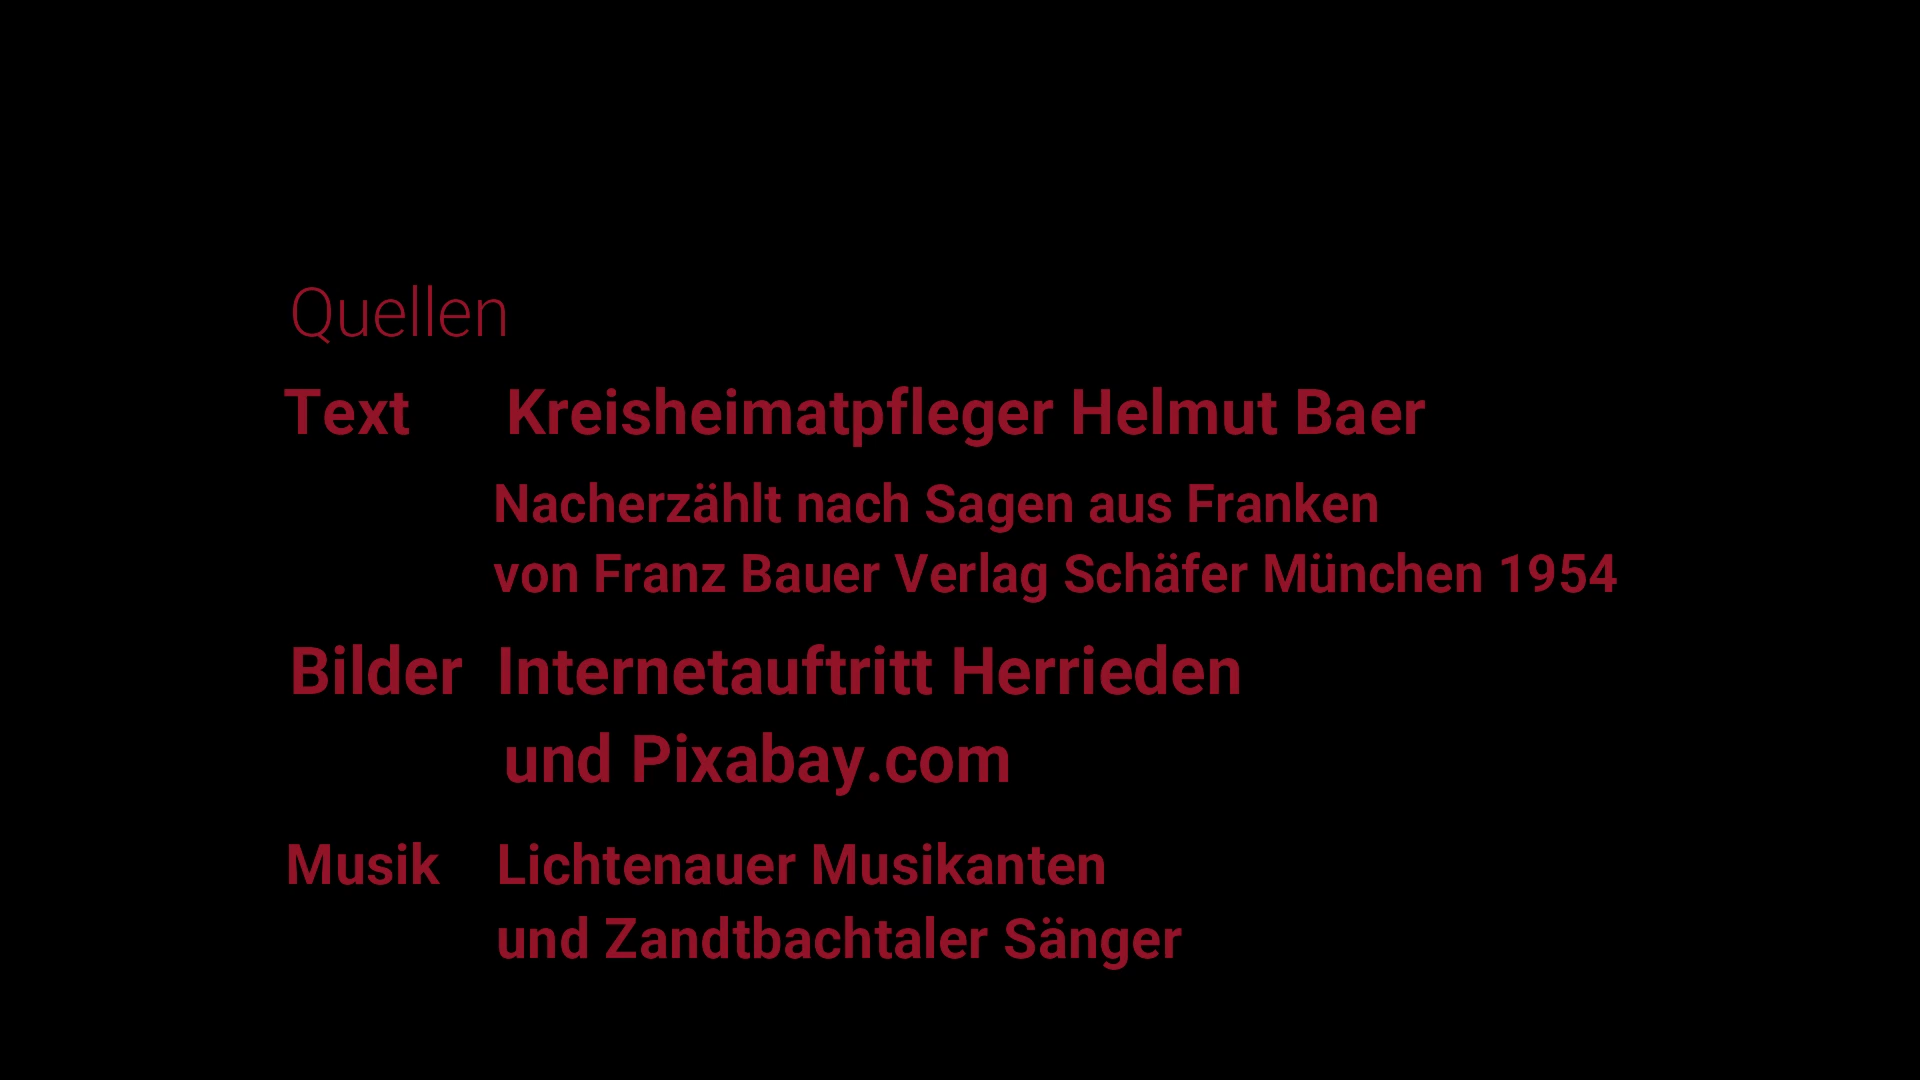 Quellen
Text Kreisheimatpfleger Helmut Baer
Nacherzählt nach Sagen aus Franken
von Franz Bauer Verlag Schäfer München 1954
Bilder Internetauftritt Herrieden
und Pixabay.com
Musik Lichtenauer Musikanten
und Zandtbachtaler Sänger